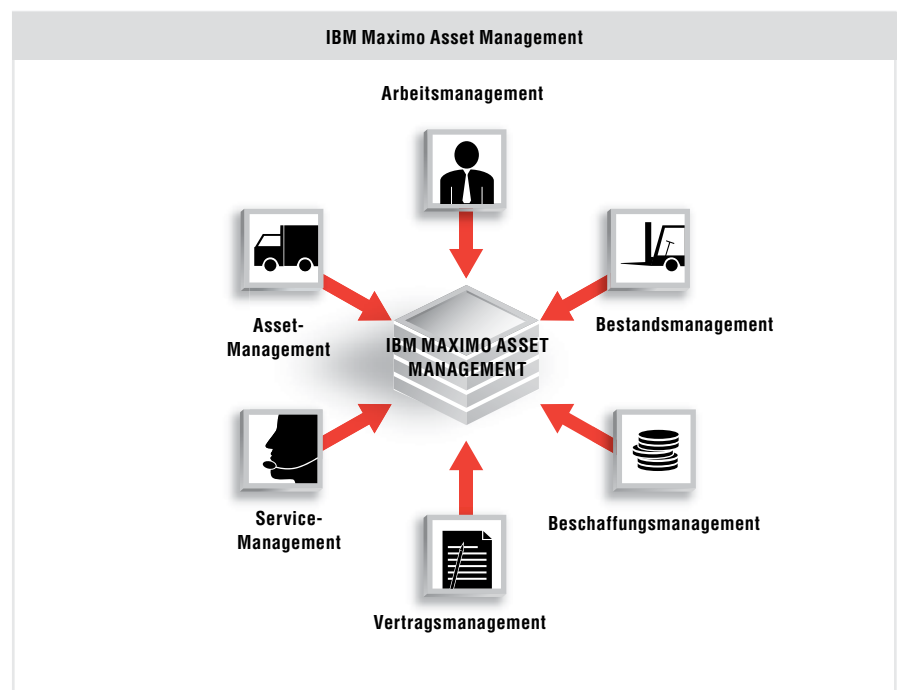 IBM Maximo Asset Management
Arbeitsmanagement
Asset-
Management
Bestandsmanagement
IBM MAXIMO ASSET
MANAGEMENT
Service-
Management
Beschaffungsmanagement
Vertragsmanagement